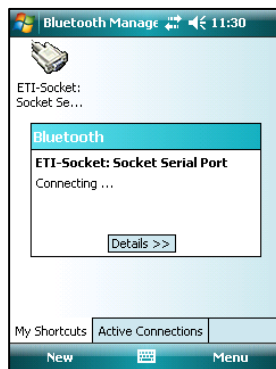 Bluetooth Manage 11:30
ETI-Socket:
Socket Se...
Bluetooth
ETI-Socket: Socket Serial Port
Connecting ...
Details >>
My Shortcuts Active Connections
New Menu